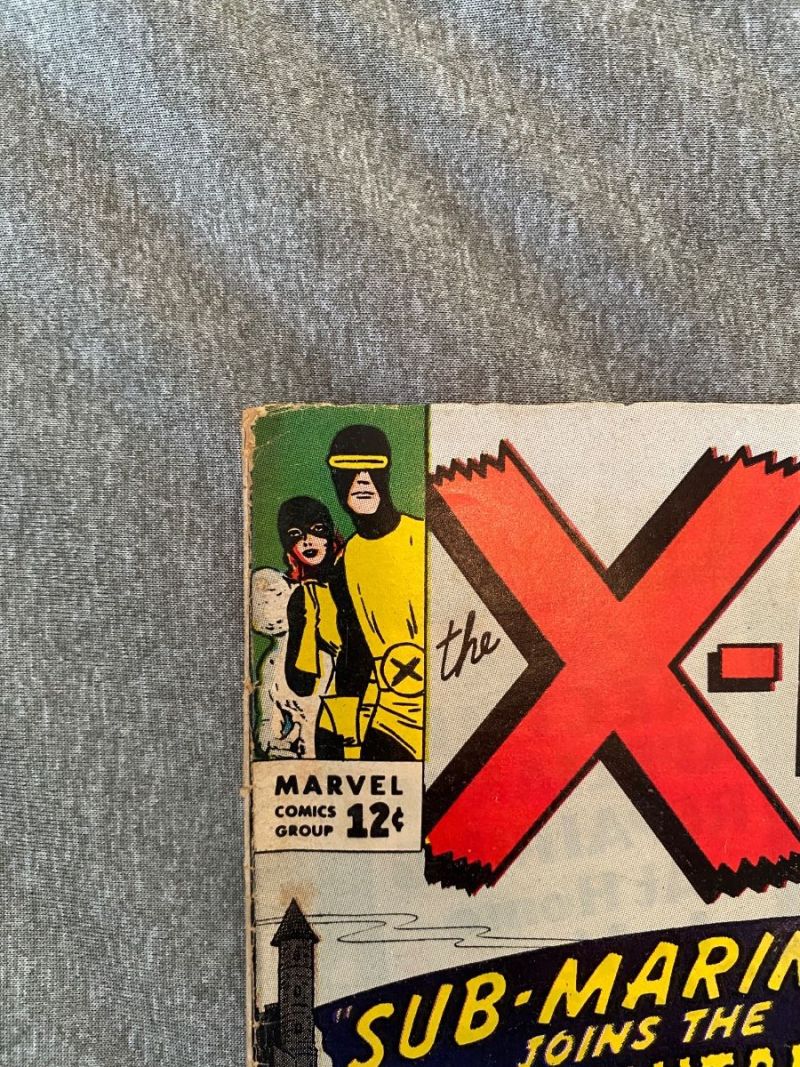 the X-
MARVEL
COMICS
GROUP 12¢
"SUB-MARIN
JOINS THE